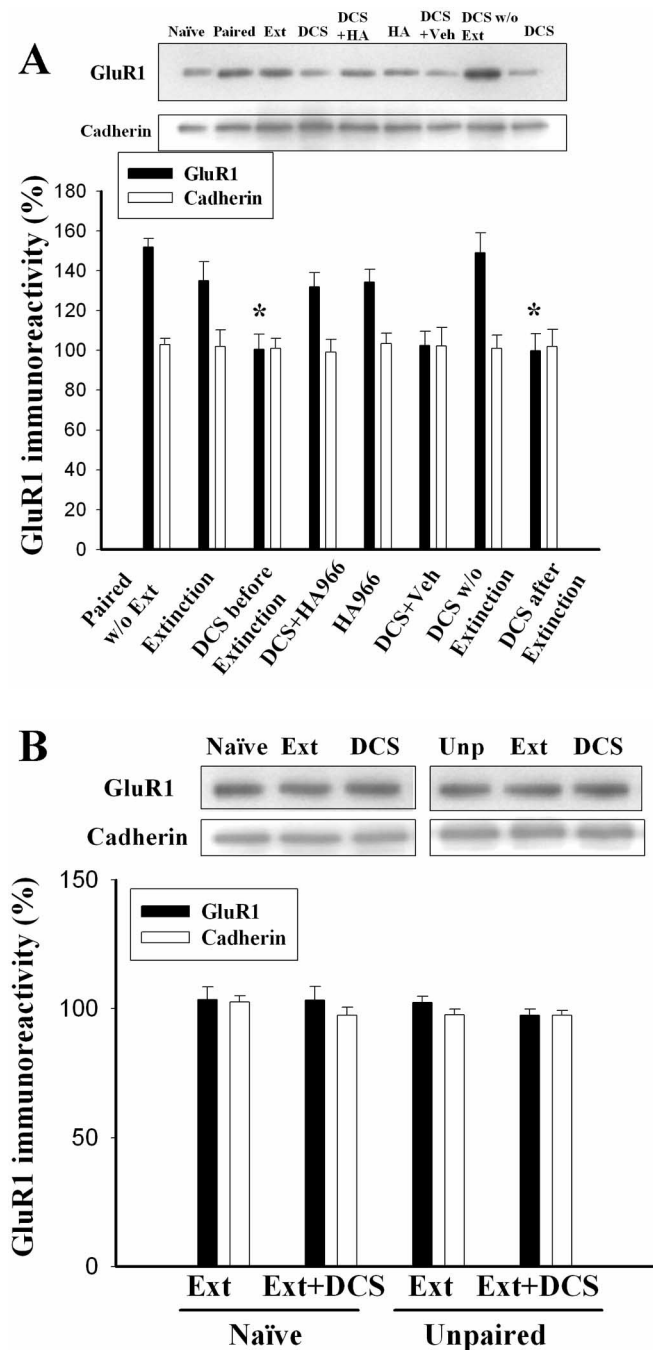 A
Naïve Paired Ext DCS DCS +HA HA DCS +Veh DCS w/o Ext DCS
GluR1
Cadherin
GluR1
Cadherin
GluR1 immunoreactivity (%)
180
160
140
120
100
80
60
40
20
0
Paired w/o Ext
Extinction
DCS before Extinction
DCS+HA966
HA966
DCS+Veh
DCS w/o Extinction
DCS after Extinction
*
*
B
Naïve Ext DCS Unp Ext DCS
GluR1
Cadherin
GluR1
Cadherin
GluR1 immunoreactivity (%)
150
100
50
0
Ext Ext+DCS Ext Ext+DCS
Naïve Unpaired